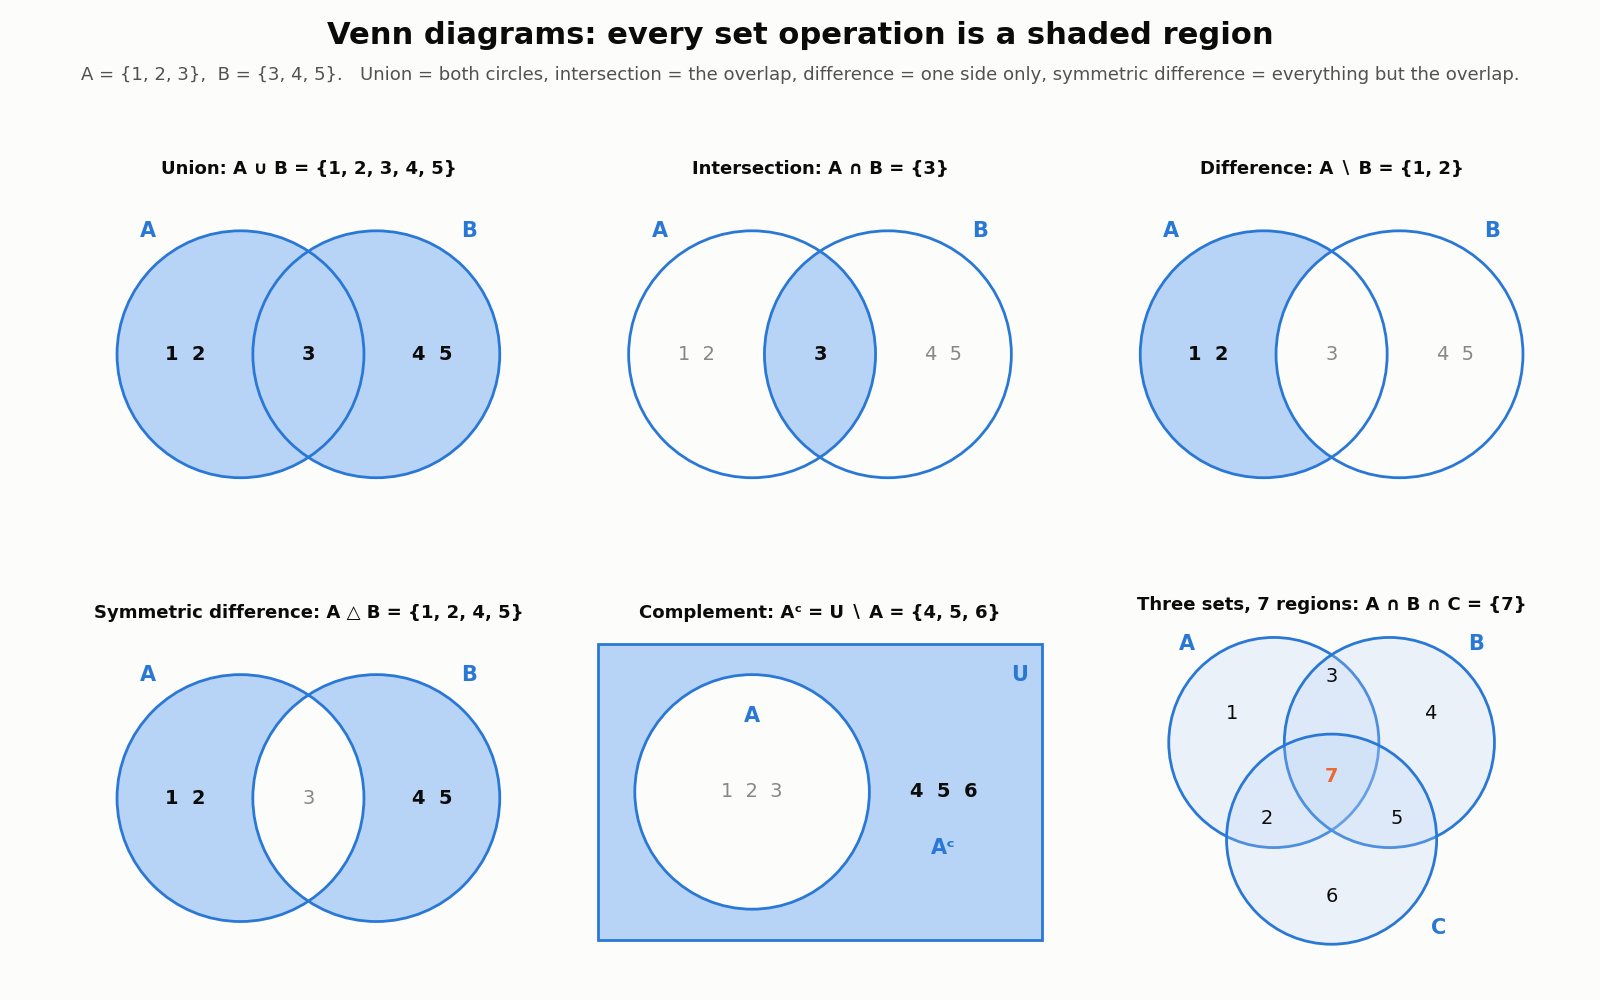 Venn diagrams: every set operation is a shaded region
A = {1, 2, 3},  B = {3, 4, 5}.   Union = both circles, intersection = the overlap, difference = one side only, symmetric difference = everything but the overlap.
Union: A ∪ B = {1, 2, 3, 4, 5}
A
B
1  2
3
4  5
Intersection: A ∩ B = {3}
A
B
1  2
3
4  5
Difference: A \ B = {1, 2}
A
B
1  2
3
4  5
Symmetric difference: A △ B = {1, 2, 4, 5}
A
B
1  2
3
4  5
Complement: Aᶜ = U \ A = {4, 5, 6}
U
A
1  2  3
4  5  6
Aᶜ
Three sets, 7 regions: A ∩ B ∩ C = {7}
A
B
3
1
4
7
2
5
6
C